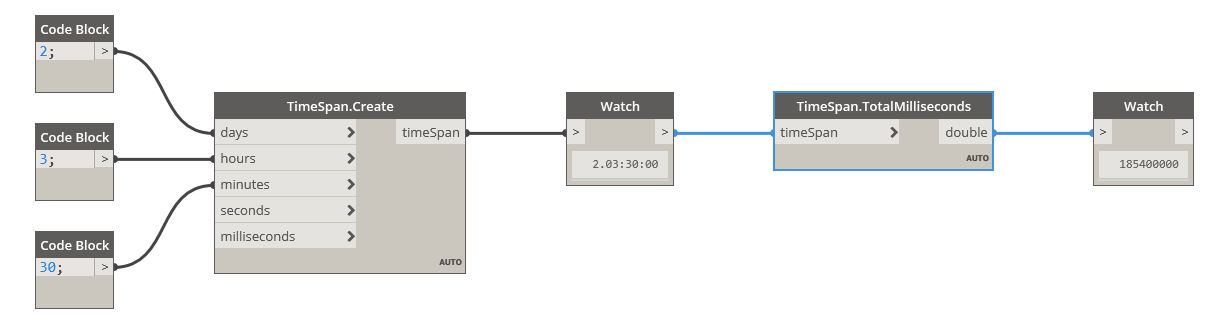 Code Block
2; >
Code Block
3; >
Code Block
30; >
TimeSpan.Create
days > timeSpan
hours >
minutes >
seconds >
milliseconds >
AUTO
Watch
> >
2.03:30:00
TimeSpan.TotalMilliseconds
timeSpan > double
AUTO
Watch
> >
185400000